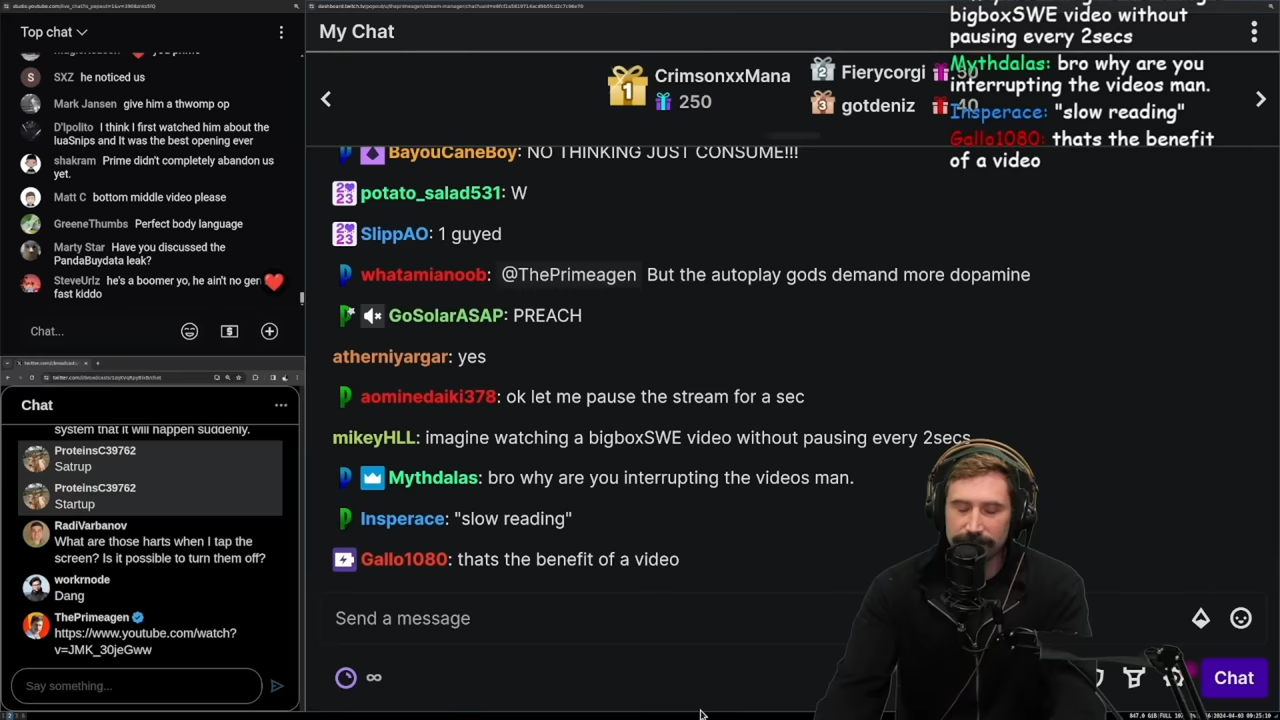 Top chat
you prime
SXZ he noticed us
Mark Jansen give him a thwomp op
D'Ipolito I think I first watched him about the
luaSnips and It was the best opening ever
shakram Prime didn't completely abandon us
yet.
Matt C bottom middle video please
GreeneThumbs Perfect body language
Marty Star Have you discussed the
PandaBuydata leak?
SteveUriz he's a boomer yo, he ain't no gen
fast kiddo
Chat...
Chat
system that it will happen suddenly.
ProteinsC39762
Satrup
ProteinsC39762
Startup
RadiVarbanov
What are those harts when I tap the
screen? Is it possible to turn them off?
workrnode
Dang
ThePrimeagen
https://www.youtube.com/watch?
v=JMK_30jeGww
Say something...
My Chat
1 CrimsonxxMana
250
2 Fierycorgi 50
3 gotdeniz 40
BayouCaneBoy: NO THINKING JUST CONSUME!!!
potato_salad531: W
SlippAO: 1 guyed
whatamianoob: @ThePrimeagen But the autoplay gods demand more dopamine
GoSolarASAP: PREACH
atherniyargar: yes
aominedaiki378: ok let me pause the stream for a sec
mikeyHLL: imagine watching a bigboxSWE video without pausing every 2secs
Mythdalas: bro why are you interrupting the videos man.
Insperace: "slow reading"
Gallo1080: thats the benefit of a video
Send a message
Chat
bigboxSWE video without
pausing every 2secs
Mythdalas: bro why are you
interrupting the videos man.
Insperace: "slow reading"
Gallo1080: thats the benefit
of a video